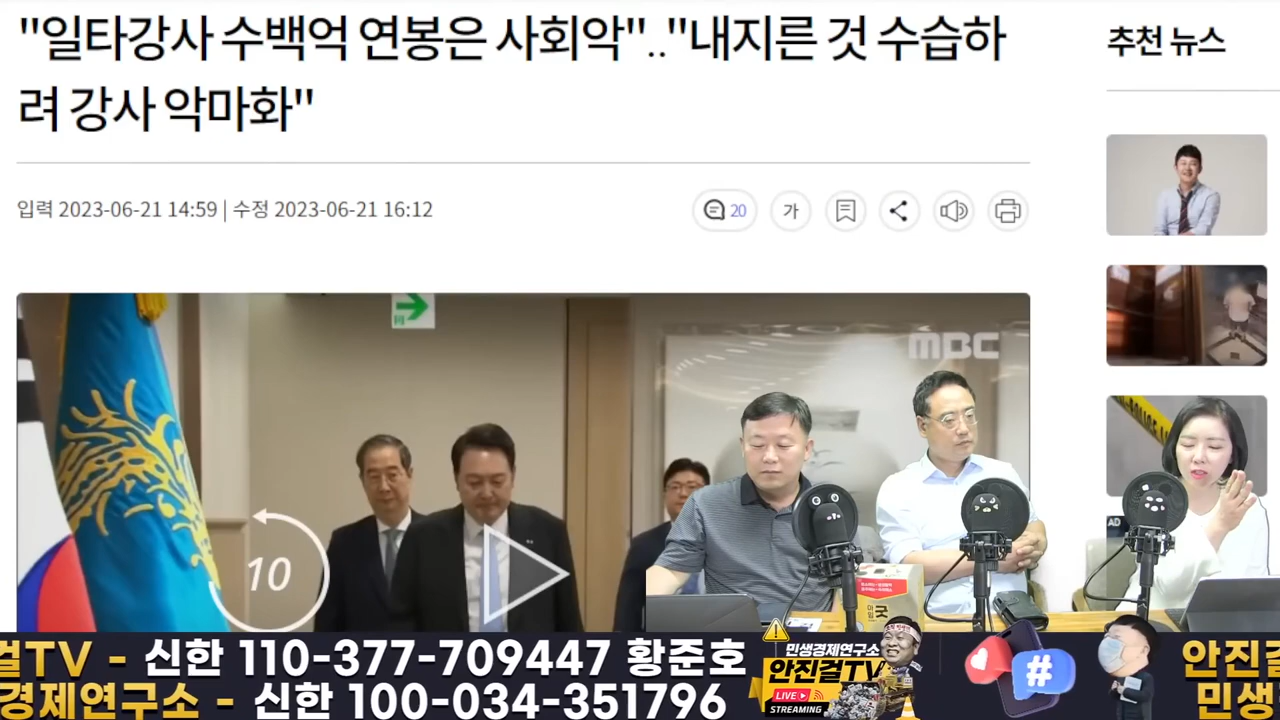 "일타강사 수백억 연봉은 사회악"‥"내지른 것 수습하
려 강사 악마화"
추천 뉴스
입력 2023-06-21 14:59 | 수정 2023-06-21 16:12
20
가
MBC
10
AD
걸TV - 신한 110-377-709447 황준호
경제연구소 - 신한 100-034-351796
민생경제연구소
안진걸TV
LIVE
STREAMING
#
안진걸
민생